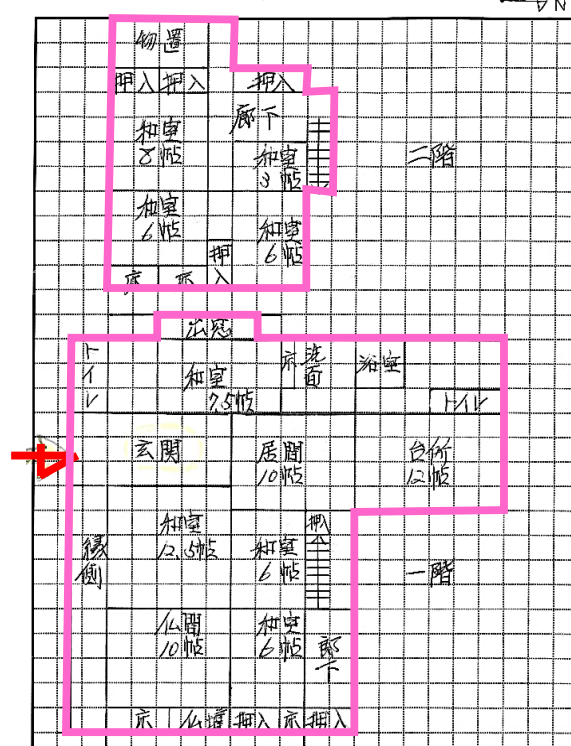 N
物置
押入 押入 押入
廊下
和室
8帖
和室
3帖
二階
和室
6帖
和室
6帖
押入
床 床
出窓
トイレ
和室
7.5帖
床
洗面
浴室
トイレ
玄関
居間
10帖
台所
12帖
縁側
和室
12.5帖
和室
6帖
押入
一階
仏間
10帖
和室
6帖
廊下
床 仏壇 押入 床 押入